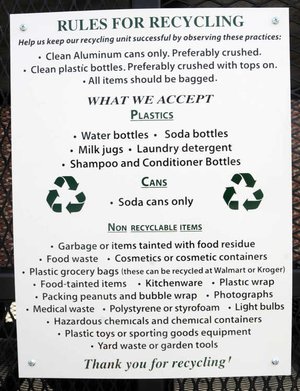 RULES FOR RECYCLING
Help us keep our recycling unit successful by observing these practices:
• Clean Aluminum cans only. Preferably crushed.
• Clean plastic bottles. Preferably crushed with tops on.
• All items should be bagged.
WHAT WE ACCEPT
PLASTICS
• Water bottles • Soda bottles
• Milk jugs • Laundry detergent
• Shampoo and Conditioner Bottles
CANS
• Soda cans only
NON RECYCLABLE ITEMS
• Garbage or items tainted with food residue
• Food waste • Cosmetics or cosmetic containers
• Plastic grocery bags (these can be recycled at Walmart or Kroger)
• Food-tainted items • Kitchenware • Plastic wrap
• Packing peanuts and bubble wrap • Photographs
• Medical waste • Polystyrene or styrofoam • Light bulbs
• Hazardous chemicals and chemical containers
• Plastic toys or sporting goods equipment
• Yard waste or garden tools
Thank you for recycling!